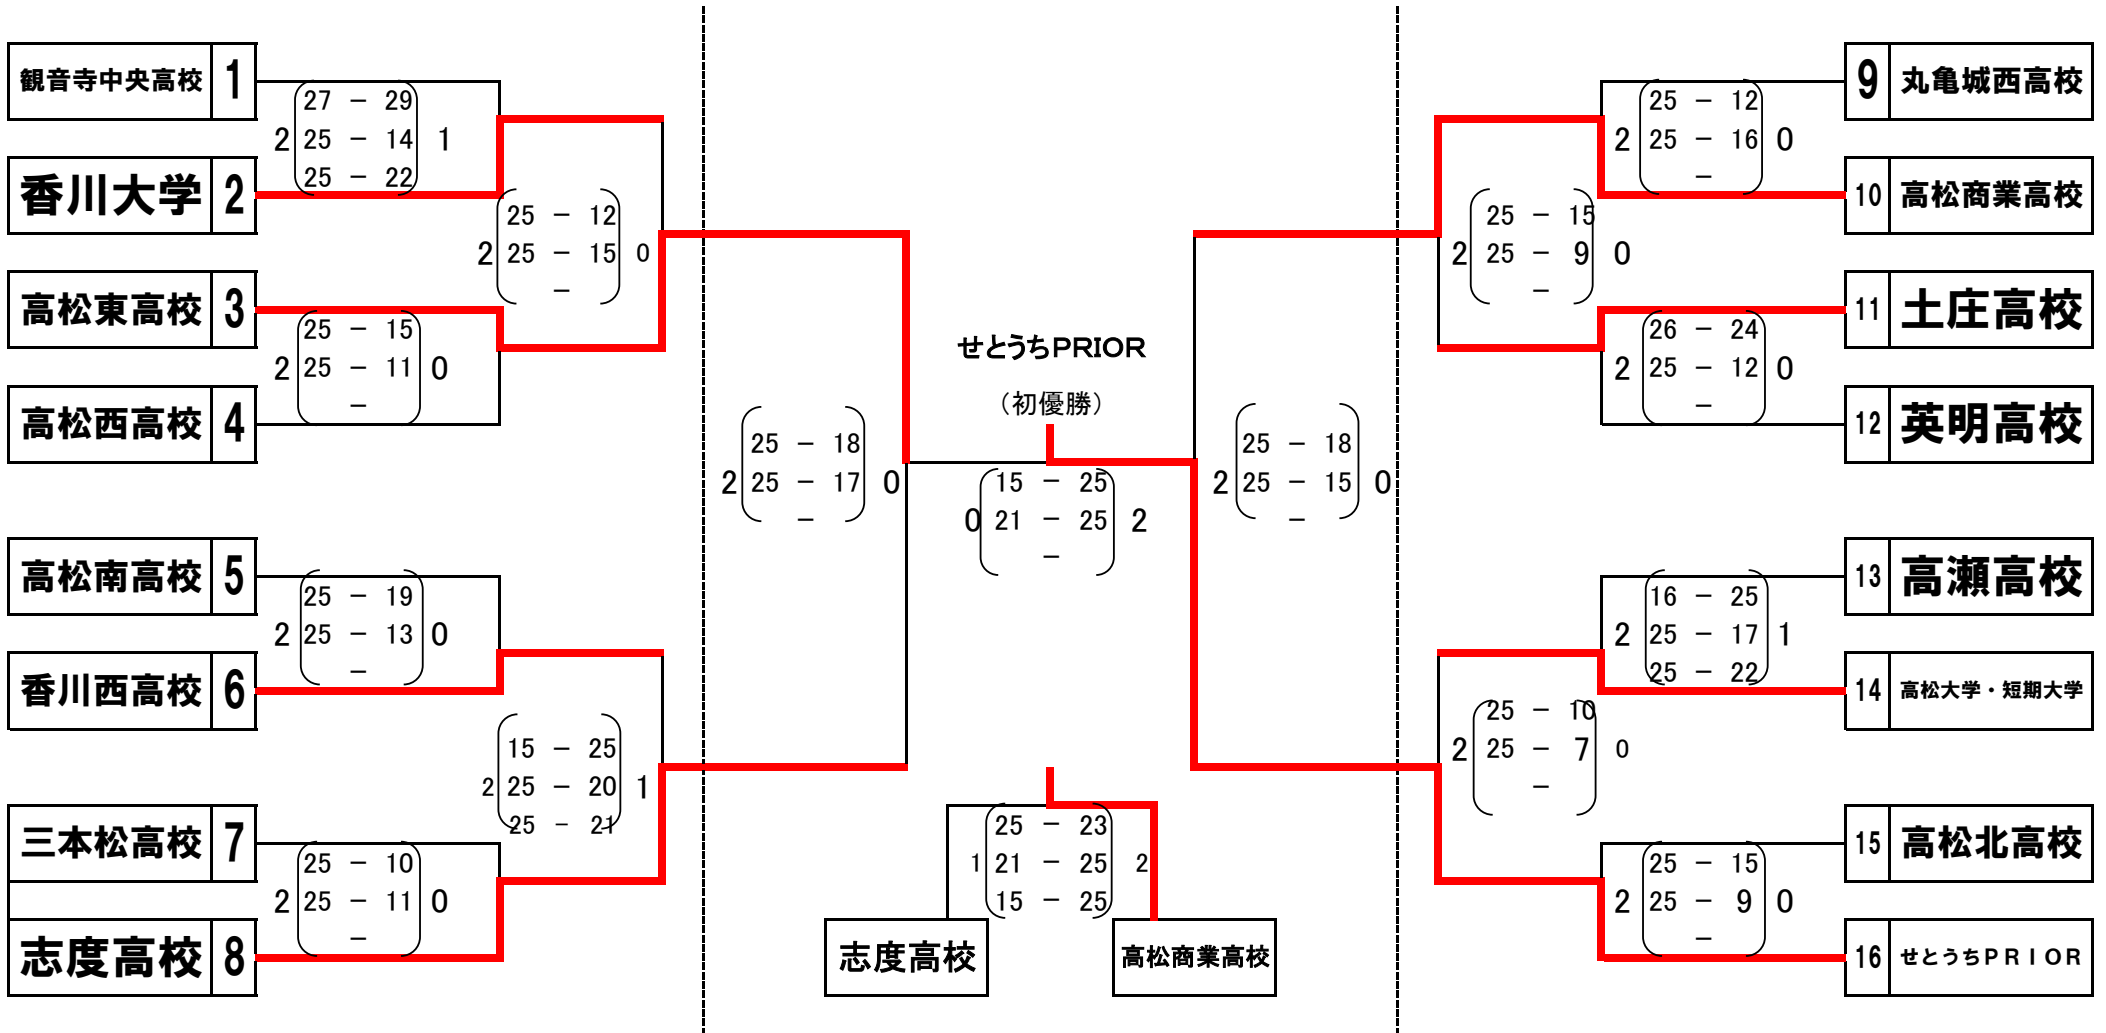 観音寺中央高校 1
27 － 29
2 25 － 14 1
25 － 22
香川大学 2
25 － 12
2 25 － 15 0
－
高松東高校 3
25 － 15
2 25 － 11 0
－
高松西高校 4
25 － 18
2 25 － 17 0
－
高松南高校 5
25 － 19
2 25 － 13 0
－
香川西高校 6
15 － 25
2 25 － 20 1
25 － 21
三本松高校 7
25 － 10
2 25 － 11 0
－
志度高校 8
せとうちPRIOR
（初優勝）
15 － 25
0 21 － 25 2
－
25 － 23
1 21 － 25 2
15 － 25
志度高校
高松商業高校
9 丸亀城西高校
25 － 12
2 25 － 16 0
－
10 高松商業高校
25 － 15
2 25 － 9 0
－
11 土庄高校
26 － 24
2 25 － 12 0
－
12 英明高校
25 － 18
2 25 － 15 0
－
13 高瀬高校
16 － 25
2 25 － 17 1
25 － 22
14 高松大学・短期大学
25 － 10
2 25 － 7 0
－
15 高松北高校
25 － 15
2 25 － 9 0
－
16 せとうちＰＲＩＯＲ